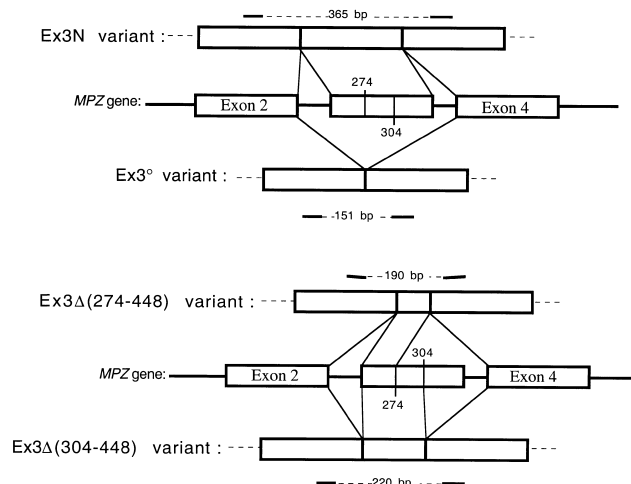 365 bp
Ex3N variant :
274
MPZ gene:
Exon 2
Exon 4
304
Ex3° variant :
151 bp
190 bp
Ex3Δ(274-448) variant :
304
MPZ gene:
Exon 2
Exon 4
274
Ex3Δ(304-448) variant :
220 bp